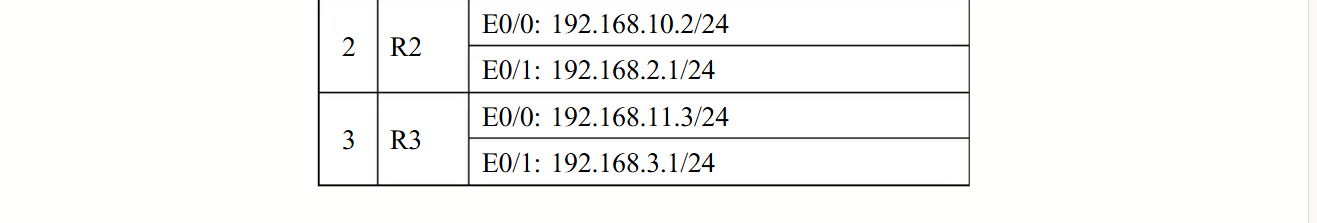 2 R2 E0/0: 192.168.10.2/24
E0/1: 192.168.2.1/24
3 R3 E0/0: 192.168.11.3/24
E0/1: 192.168.3.1/24